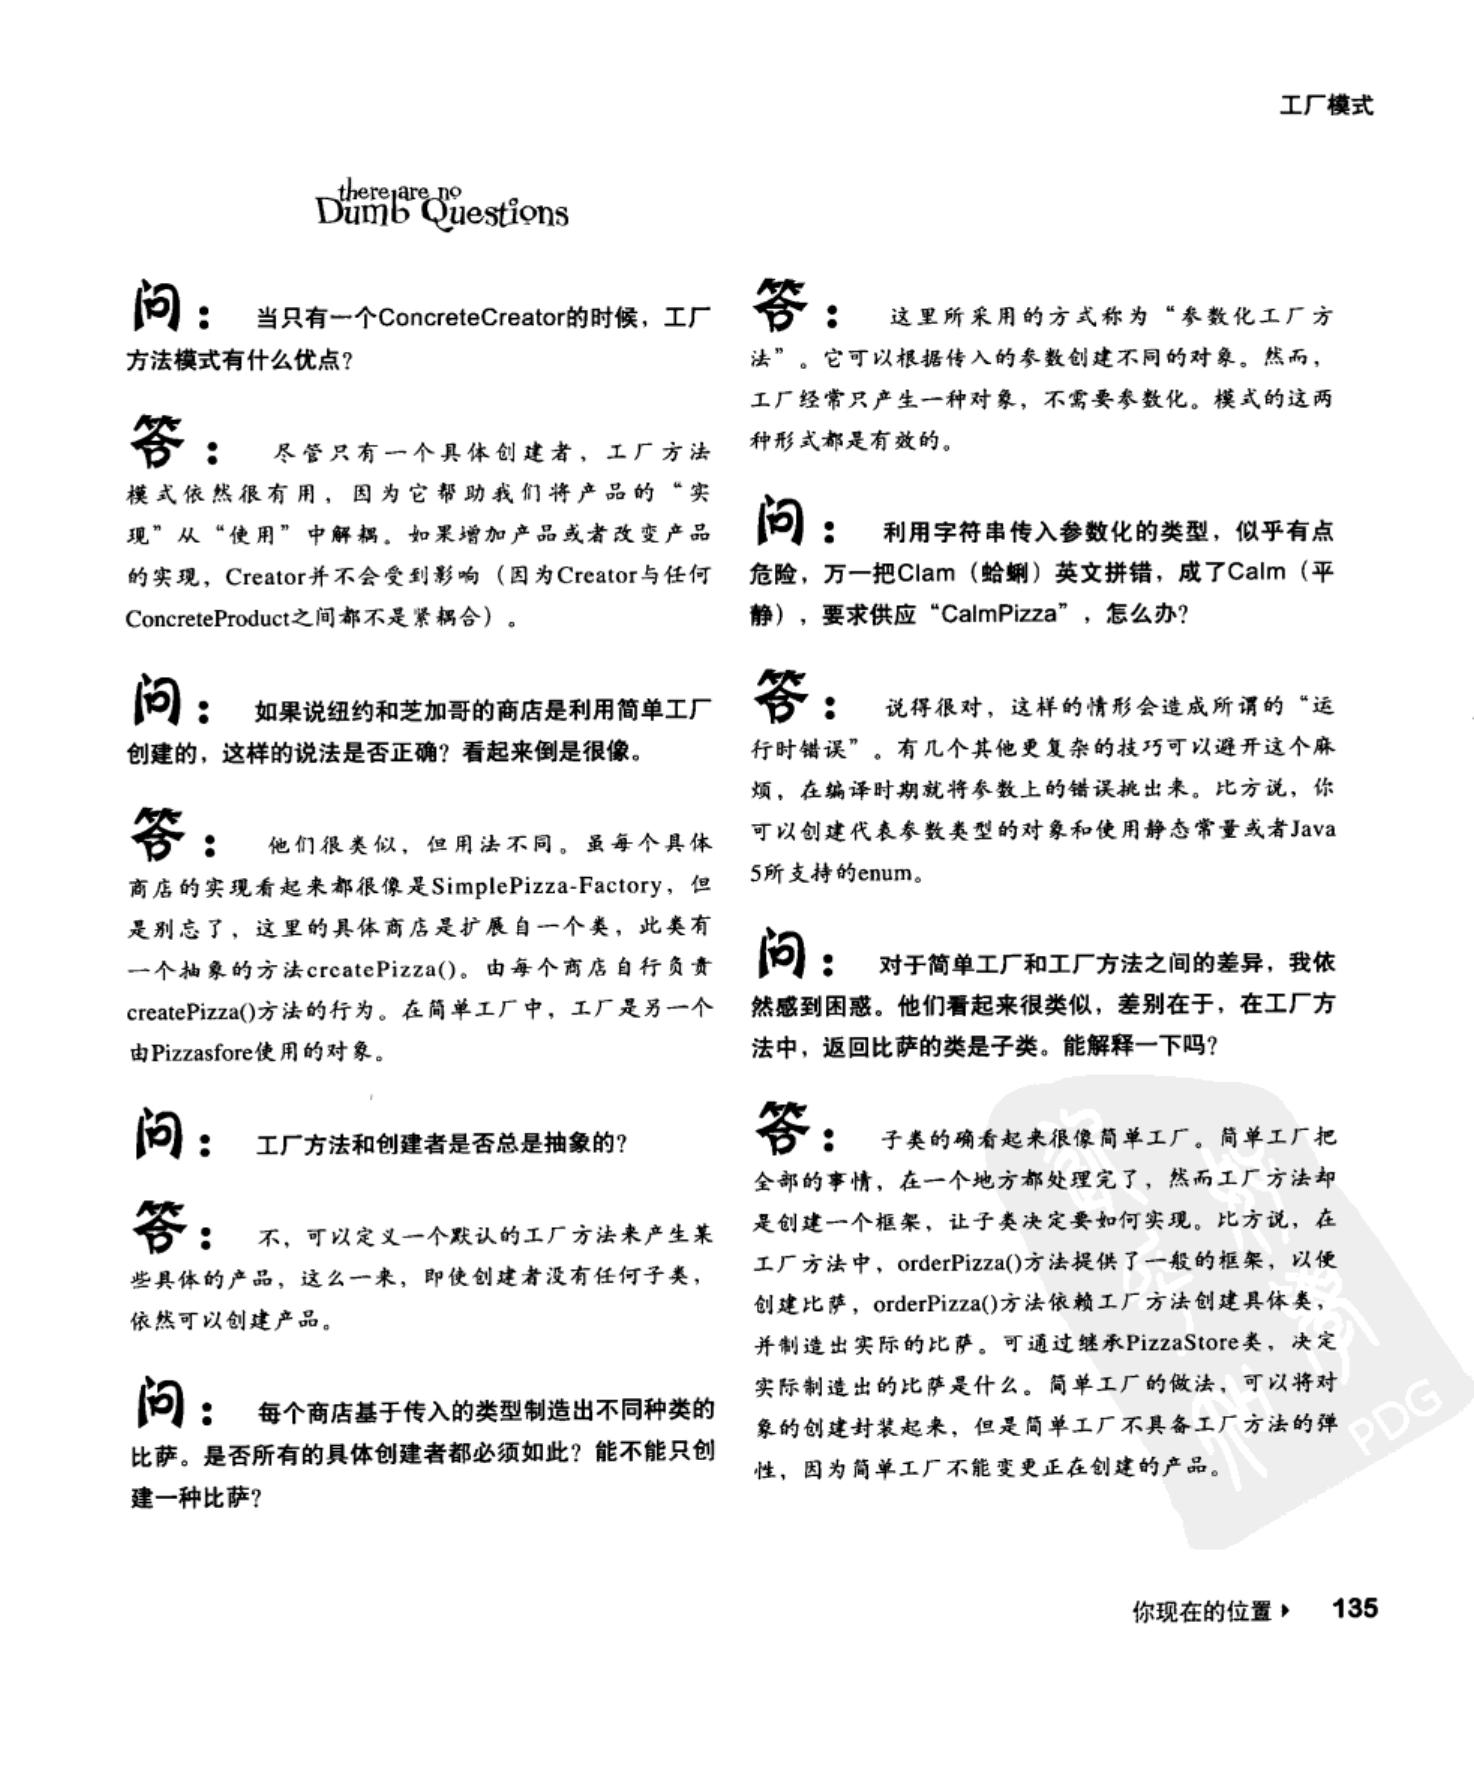 工厂模式
there are no
Dumb Questions
问： 当只有一个ConcreteCreator的时候，工厂
方法模式有什么优点？
答： 尽管只有一个具体创建者，工厂方法
模式依然很有用，因为它帮助我们将产品的“实
现”从“使用”中解耦。如果增加产品或者改变产品
的实现，Creator并不会受到影响（因为Creator与任何
ConcreteProduct之间都不是紧耦合）。
问： 如果说纽约和芝加哥的商店是利用简单工厂
创建的，这样的说法是否正确？看起来倒是很像。
答： 他们很类似，但用法不同。虽每个具体
商店的实现看起来都很像是SimplePizza-Factory，但
是别忘了，这里的具体商店是扩展自一个类，此类有
一个抽象的方法createPizza()。由每个商店自行负责
createPizza()方法的行为。在简单工厂中，工厂是另一个
由Pizzasfore使用的对象。
问： 工厂方法和创建者是否总是抽象的？
答： 不，可以定义一个默认的工厂方法来产生某
些具体的产品，这么一来，即使创建者没有任何子类，
依然可以创建产品。
问： 每个商店基于传入的类型制造出不同种类的
比萨。是否所有的具体创建者都必须如此？能不能只创
建一种比萨？
答： 这里所采用的方式称为“参数化工厂方
法”。它可以根据传入的参数创建不同的对象。然而，
工厂经常只产生一种对象，不需要参数化。模式的这两
种形式都是有效的。
问： 利用字符串传入参数化的类型，似乎有点
危险，万一把Clam（蛤蜊）英文拼错，成了Calm（平
静），要求供应“CalmPizza”，怎么办？
答： 说得很对，这样的情形会造成所谓的“运
行时错误”。有几个其他更复杂的技巧可以避开这个麻
烦，在编译时期就将参数上的错误挑出来。比方说，你
可以创建代表参数类型的对象和使用静态常量或者Java
5所支持的enum。
问： 对于简单工厂和工厂方法之间的差异，我依
然感到困惑。他们看起来很类似，差别在于，在工厂方
法中，返回比萨的类是子类。能解释一下吗？
答： 子类的确看起来很像简单工厂。简单工厂把
全部的事情，在一个地方都处理完了，然而工厂方法却
是创建一个框架，让子类决定要如何实现。比方说，在
工厂方法中，orderPizza()方法提供了一般的框架，以便
创建比萨，orderPizza()方法依赖工厂方法创建具体类，
并制造出实际的比萨。可通过继承PizzaStore类，决定
实际制造出的比萨是什么。简单工厂的做法，可以将对
象的创建封装起来，但是简单工厂不具备工厂方法的弹
性，因为简单工厂不能变更正在创建的产品。
PDG
你现在的位置 135